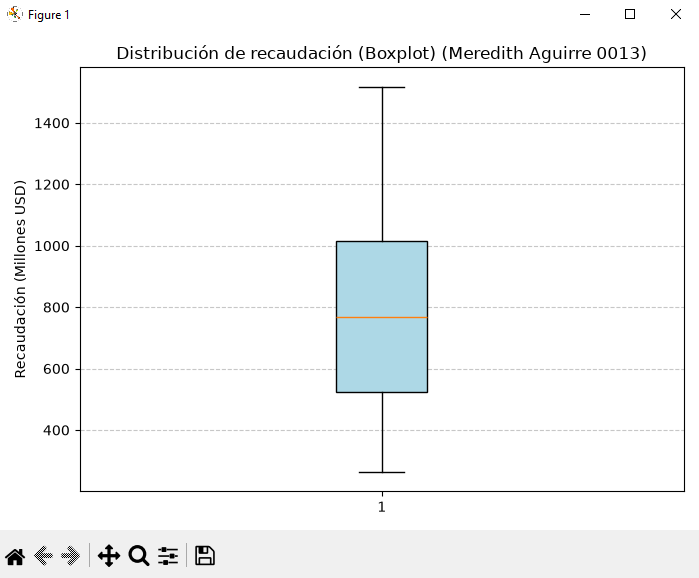 Figure 1
Distribución de recaudación (Boxplot) (Meredith Aguirre 0013)
Recaudación (Millones USD)
1400
1200
1000
800
600
400
1